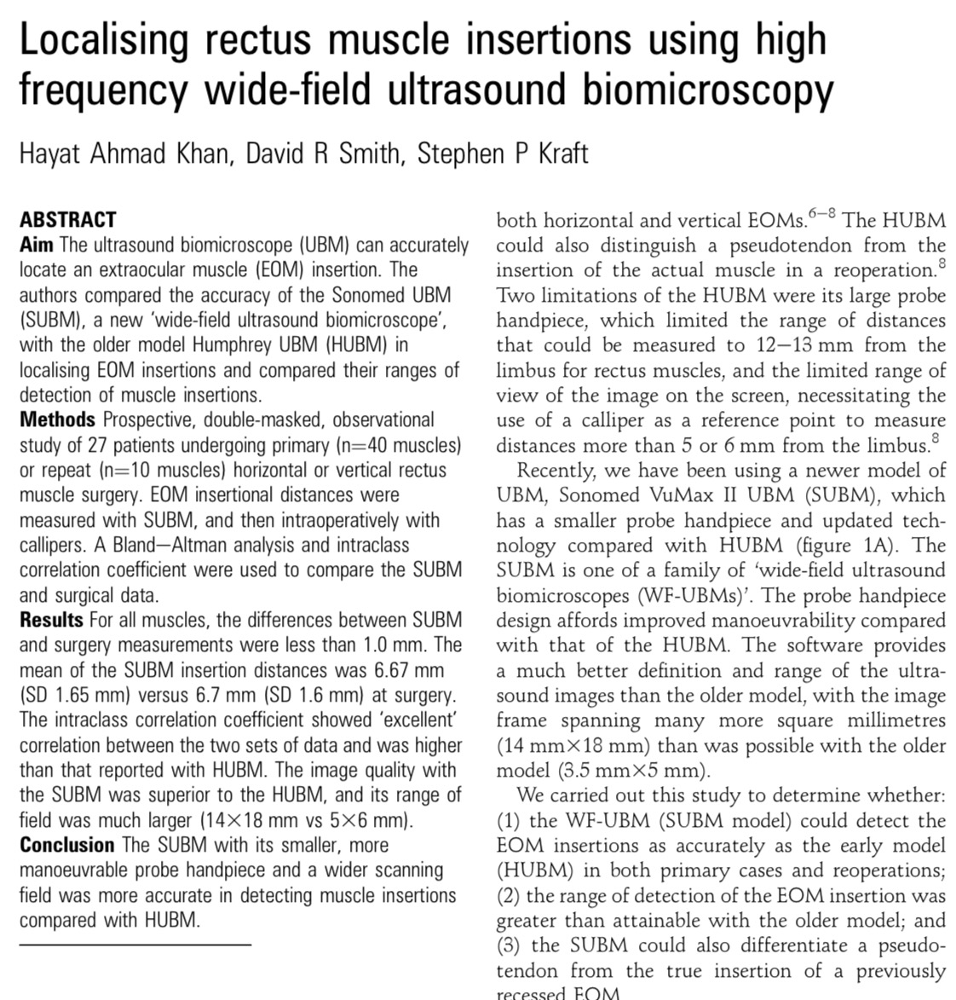 Localising rectus muscle insertions using high
frequency wide-field ultrasound biomicroscopy
Hayat Ahmad Khan, David R Smith, Stephen P Kraft
ABSTRACT
Aim The ultrasound biomicroscope (UBM) can accurately
locate an extraocular muscle (EOM) insertion. The
authors compared the accuracy of the Sonomed UBM
(SUBM), a new ‘wide-field ultrasound biomicroscope’,
with the older model Humphrey UBM (HUBM) in
localising EOM insertions and compared their ranges of
detection of muscle insertions.
Methods Prospective, double-masked, observational
study of 27 patients undergoing primary (n=40 muscles)
or repeat (n=10 muscles) horizontal or vertical rectus
muscle surgery. EOM insertional distances were
measured with SUBM, and then intraoperatively with
callipers. A Bland—Altman analysis and intraclass
correlation coefficient were used to compare the SUBM
and surgical data.
Results For all muscles, the differences between SUBM
and surgery measurements were less than 1.0 mm. The
mean of the SUBM insertion distances was 6.67 mm
(SD 1.65 mm) versus 6.7 mm (SD 1.6 mm) at surgery.
The intraclass correlation coefficient showed ‘excellent’
correlation between the two sets of data and was higher
than that reported with HUBM. The image quality with
the SUBM was superior to the HUBM, and its range of
field was much larger (14×18 mm vs 5×6 mm).
Conclusion The SUBM with its smaller, more
manoeuvrable probe handpiece and a wider scanning
field was more accurate in detecting muscle insertions
compared with HUBM.
both horizontal and vertical EOMs.6–8 The HUBM
could also distinguish a pseudotendon from the
insertion of the actual muscle in a reoperation.8
Two limitations of the HUBM were its large probe
handpiece, which limited the range of distances
that could be measured to 12—13 mm from the
limbus for rectus muscles, and the limited range of
view of the image on the screen, necessitating the
use of a calliper as a reference point to measure
distances more than 5 or 6 mm from the limbus.8
Recently, we have been using a newer model of
UBM, Sonomed VuMax II UBM (SUBM), which
has a smaller probe handpiece and updated tech-
nology compared with HUBM (figure 1A). The
SUBM is one of a family of ‘wide-field ultrasound
biomicroscopes (WF-UBMs)’. The probe handpiece
design affords improved manoeuvrability compared
with that of the HUBM. The software provides
a much better definition and range of the ultra-
sound images than the older model, with the image
frame spanning many more square millimetres
(14 mm×18 mm) than was possible with the older
model (3.5 mm×5 mm).
We carried out this study to determine whether:
(1) the WF-UBM (SUBM model) could detect the
EOM insertions as accurately as the early model
(HUBM) in both primary cases and reoperations;
(2) the range of detection of the EOM insertion was
greater than attainable with the older model; and
(3) the SUBM could also differentiate a pseudo-
tendon from the true insertion of a previously
recessed EOM